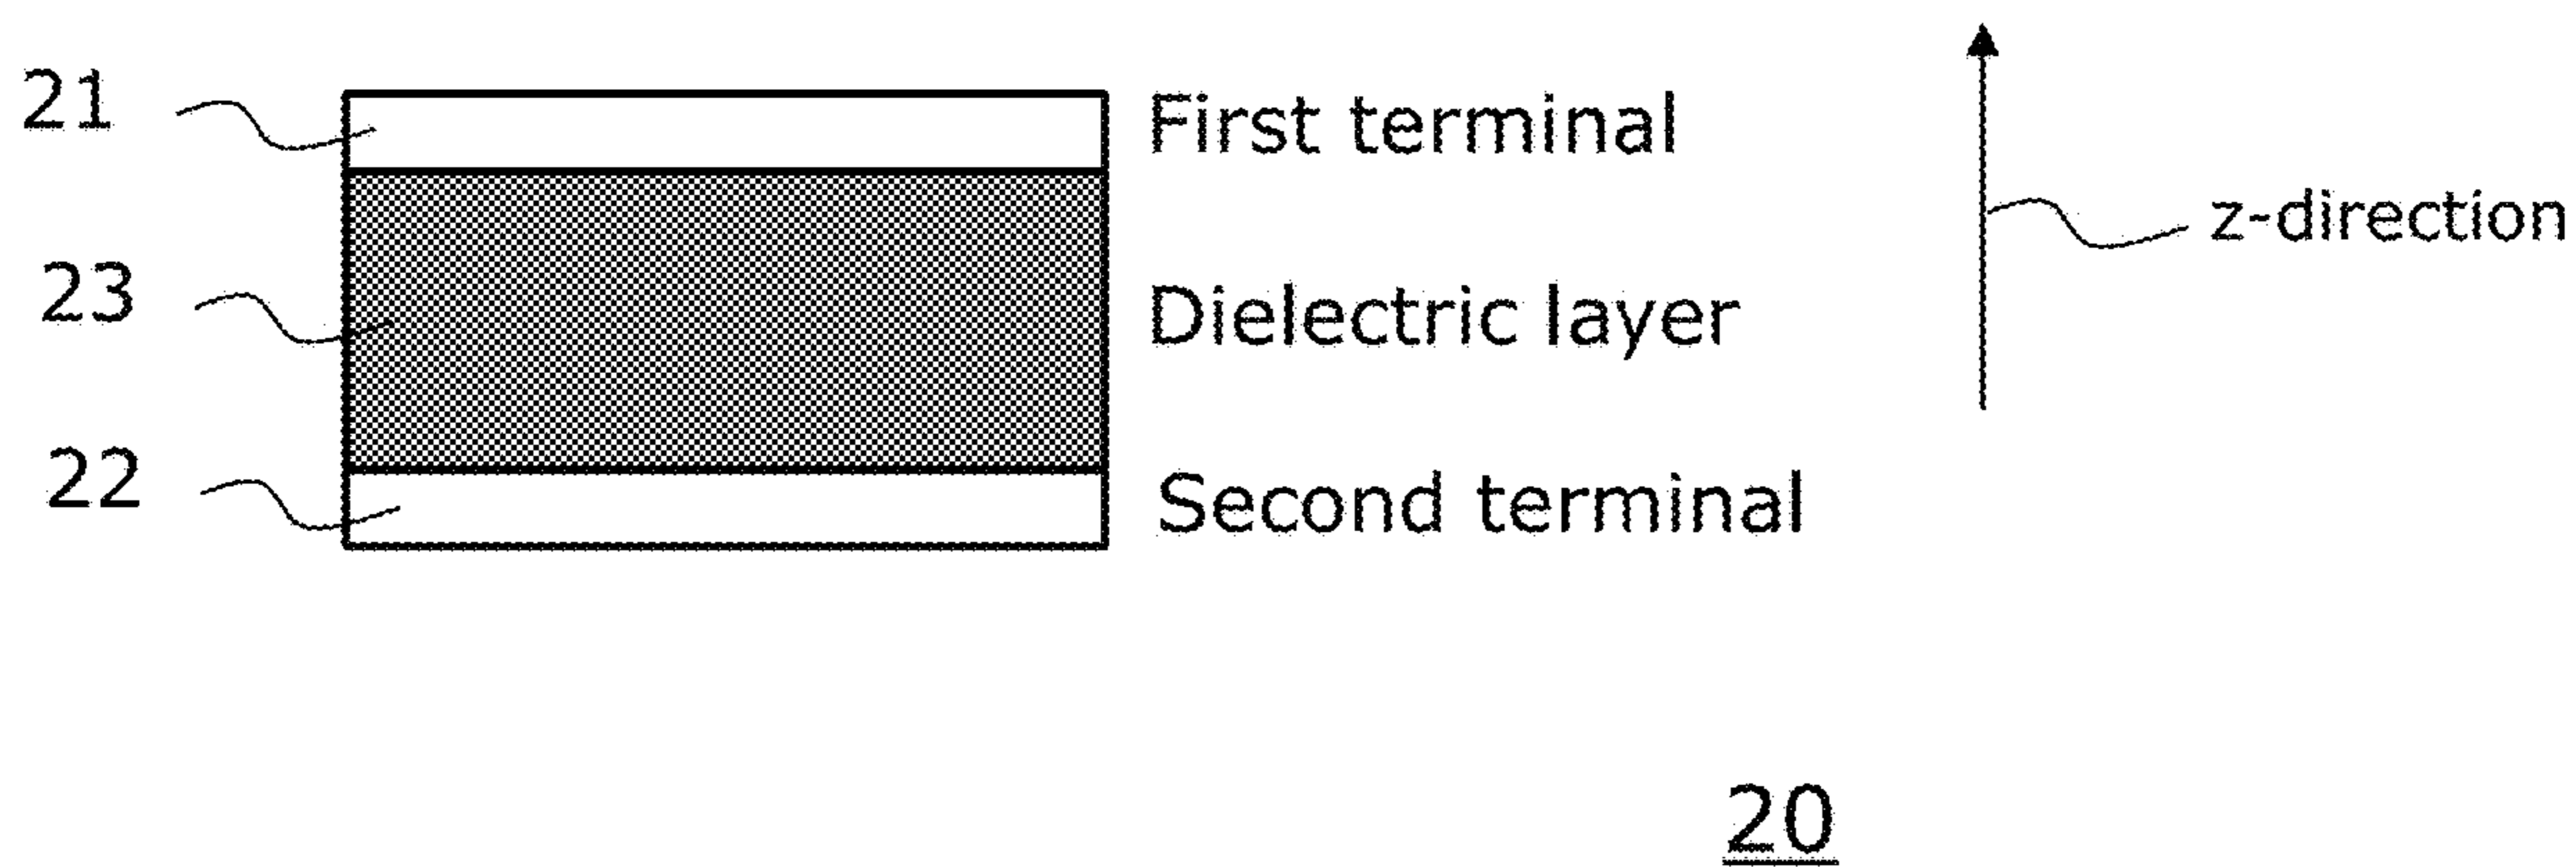 21 First terminal
z-direction
23 Dielectric layer
22 Second terminal
20